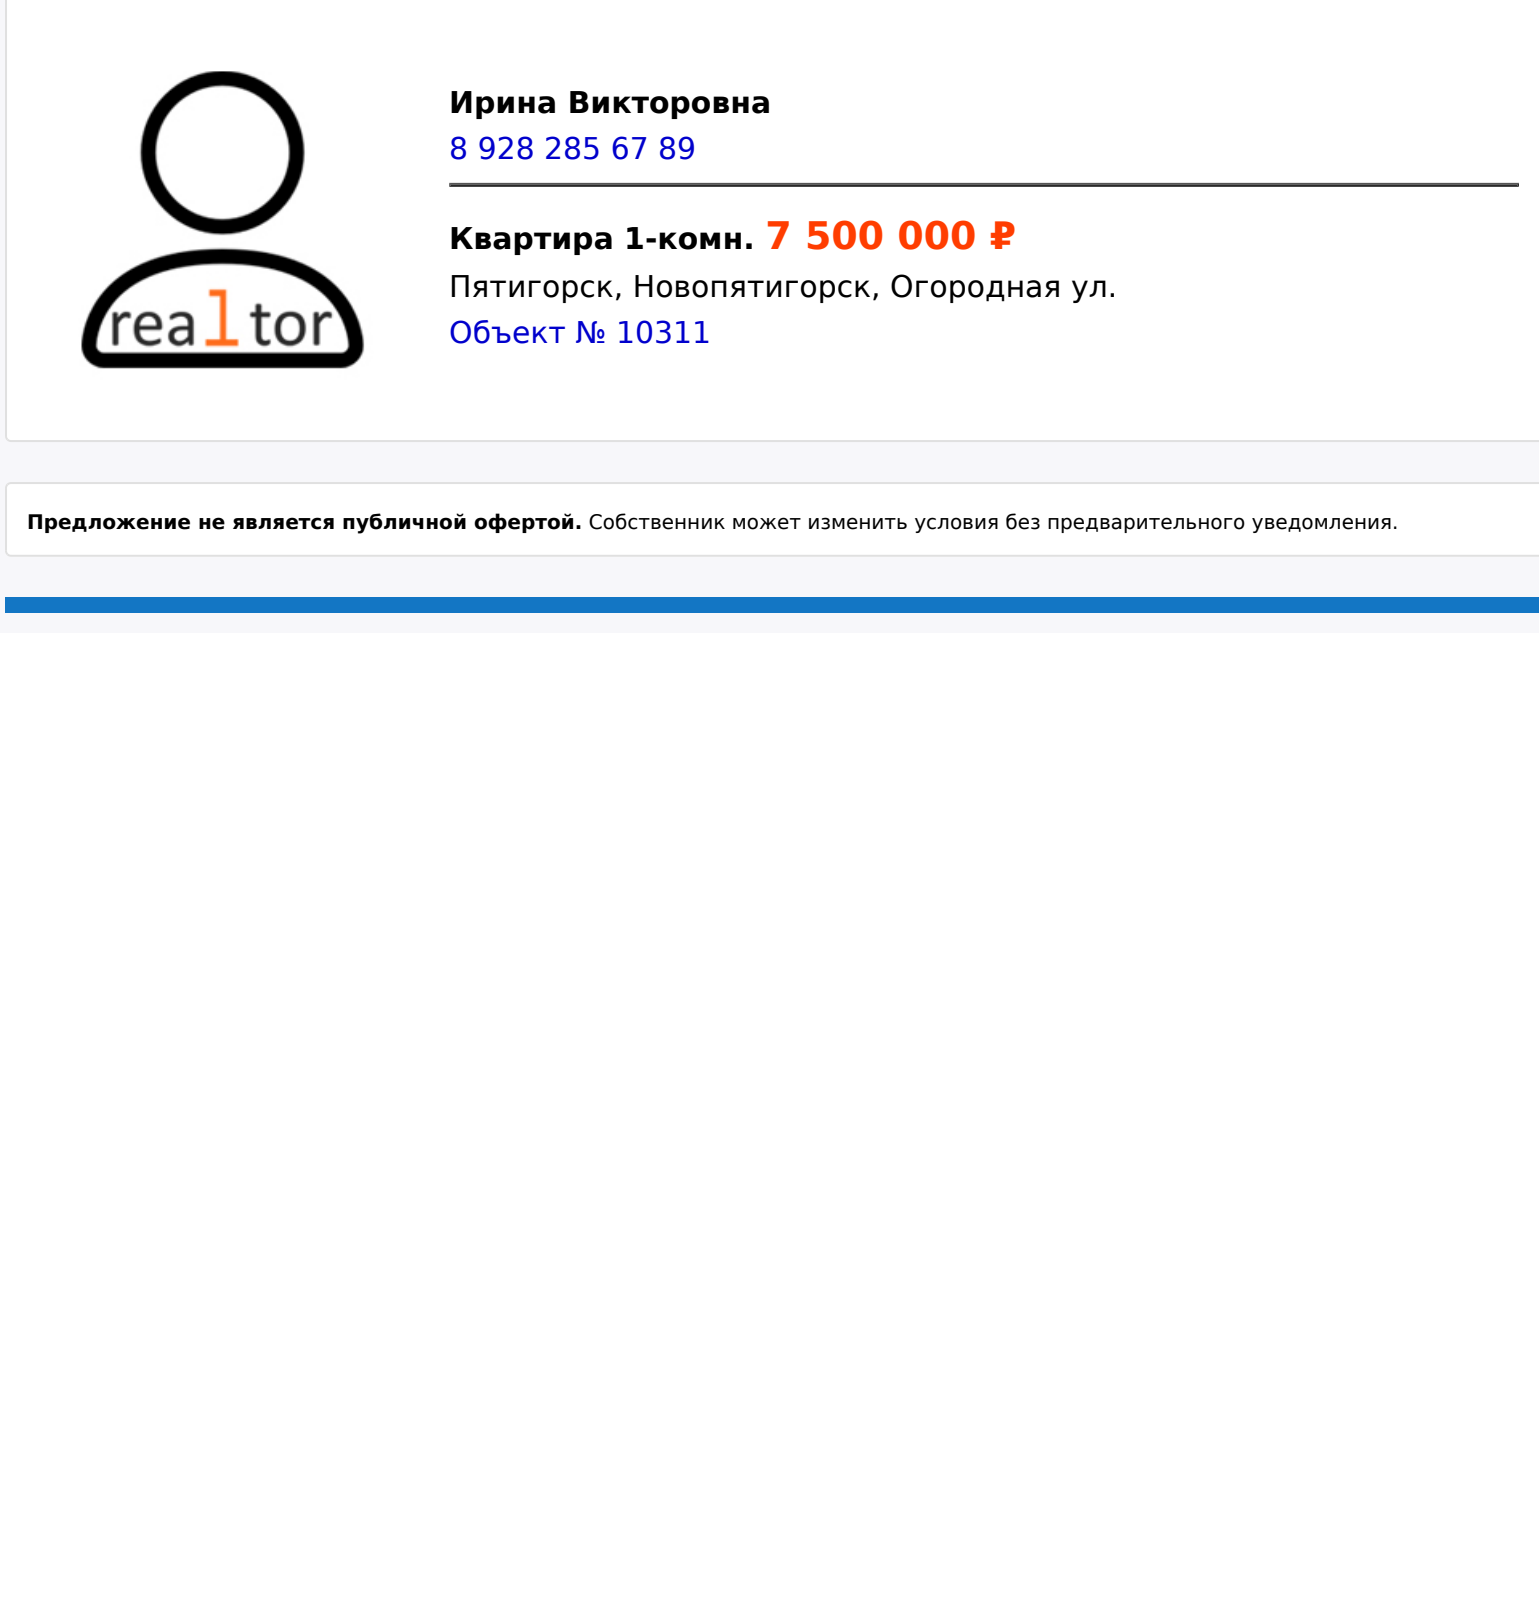 rea1tor
Ирина Викторовна
8 928 285 67 89
Квартира 1-комн. 7 500 000 ₽
Пятигорск, Новопятигорск, Огородная ул.
Объект № 10311
Предложение не является публичной офертой. Собственник может изменить условия без предварительного уведомления.